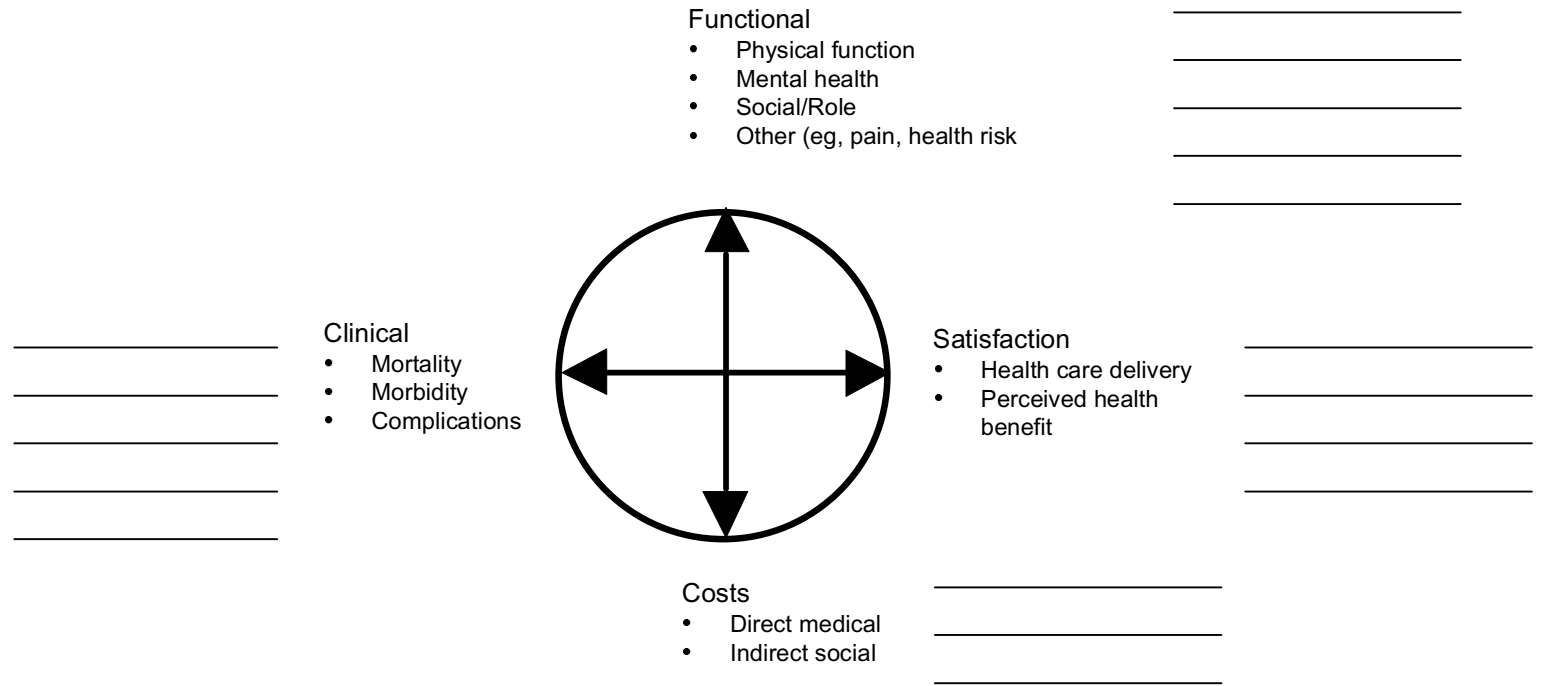 Functional
• Physical function
• Mental health
• Social/Role
• Other (eg, pain, health risk
Clinical
• Mortality
• Morbidity
• Complications
Satisfaction
• Health care delivery
• Perceived health
benefit
Costs
• Direct medical
• Indirect social